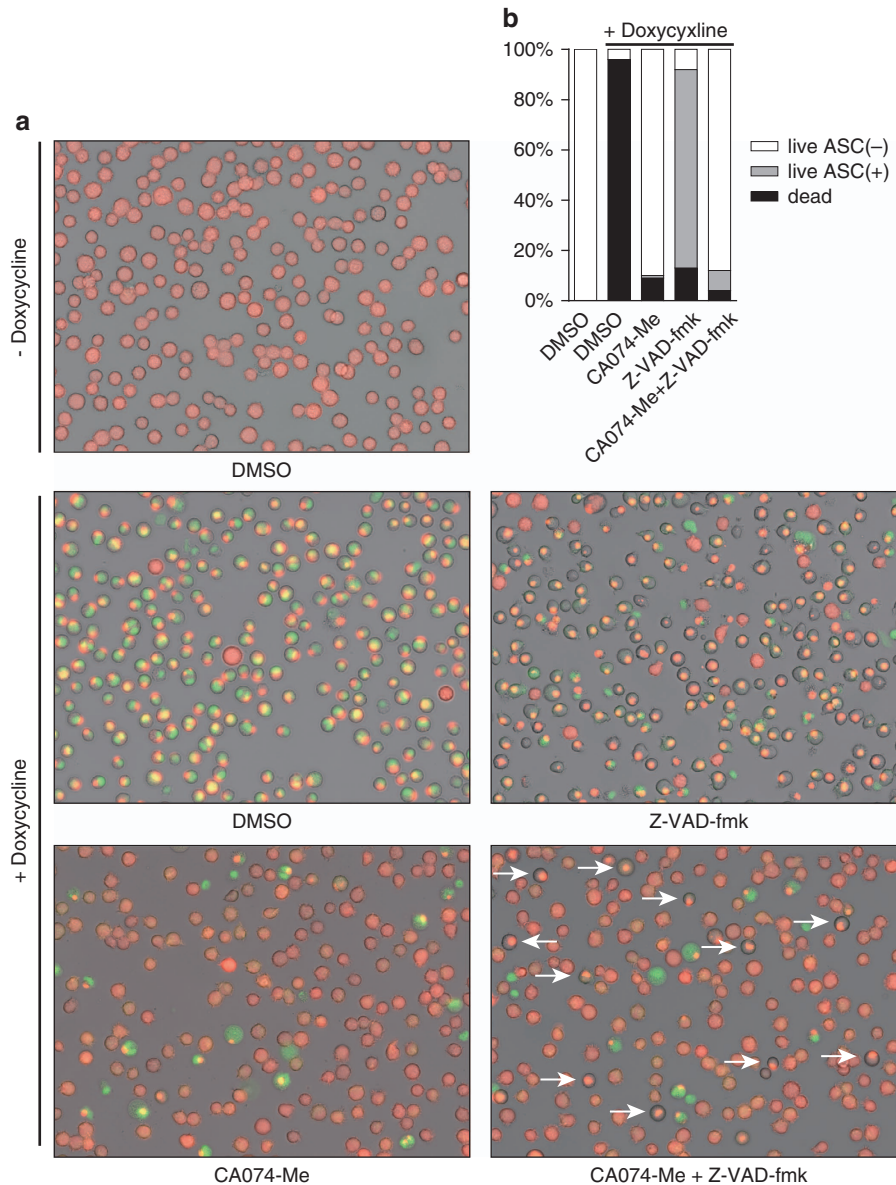 b
+ Doxycyxline
100%
80%
60%
40%
20%
0%
DMSO
DMSO
CA074-Me
Z-VAD-fmk
CA074-Me+Z-VAD-fmk
live ASC(–)
live ASC(+)
dead
a
- Doxycycline
DMSO
+ Doxycycline
DMSO
Z-VAD-fmk
CA074-Me
CA074-Me + Z-VAD-fmk